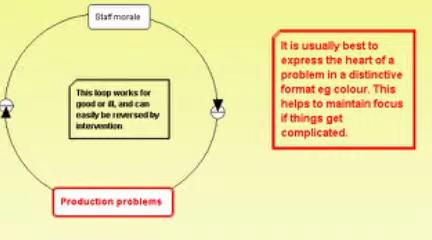 Staff morale
It is usually best to
express the heart of a
problem in a distinctive
format eg colour. This
helps to maintain focus
if things get
complicated.
This loop works for
good or ill, and can
easily be reversed by
intervention
Production problems